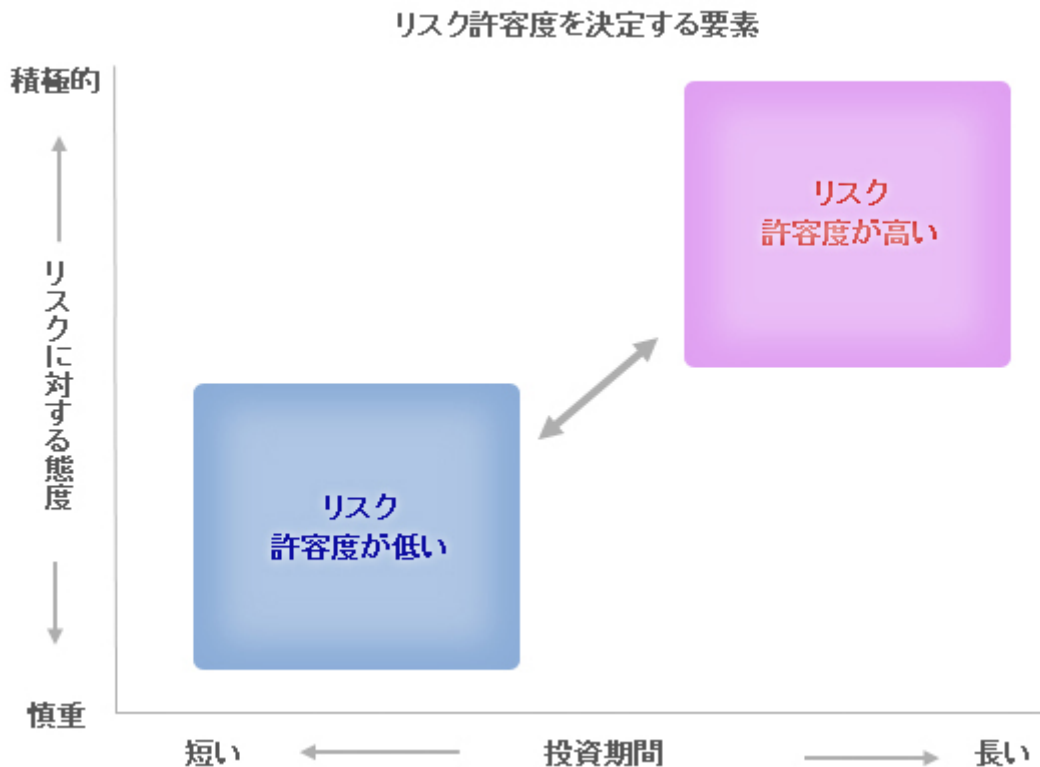 リスク許容度を決定する要素
積極的
リスクに対する態度
慎重
リスク
許容度が高い
リスク
許容度が低い
短い
投資期間
長い